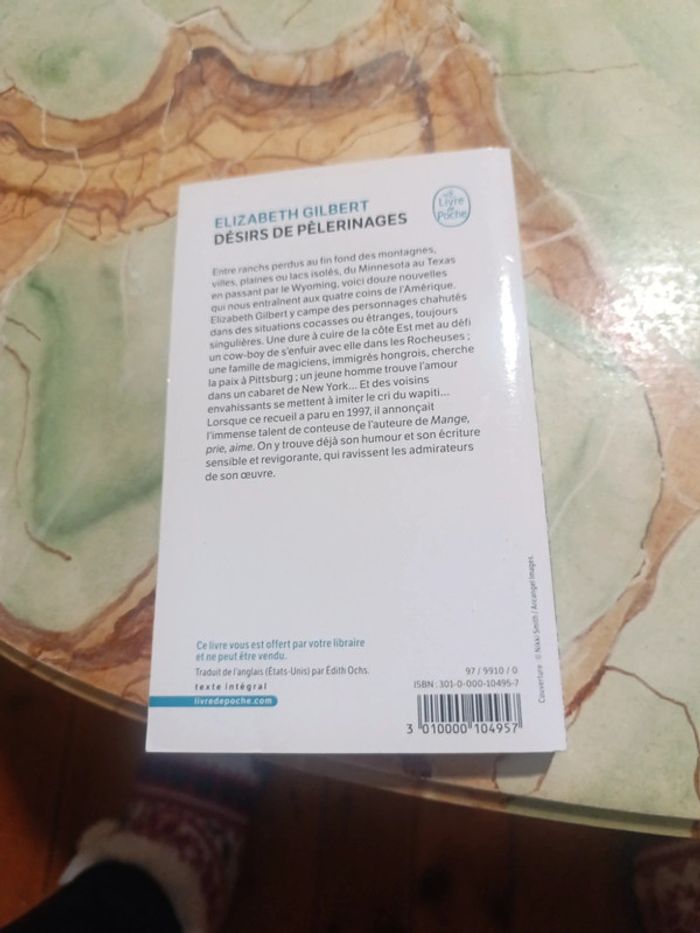 ELIZABETH GILBERT
DÉSIRS DE PÈLERINAGES
Le
Livre
de
Poche
Entre ranchs perdus au fin fond des montagnes,
villes, plaines ou lacs isolés, du Minnesota au Texas
en passant par le Wyoming, voici douze nouvelles
qui nous entraînent aux quatre coins de l'Amérique.
Elizabeth Gilbert y campe des personnages chahutés
dans des situations cocasses ou étranges, toujours
singulières. Une dure à cuire de la côte Est met au défi
un cow-boy de s'enfuir avec elle dans les Rocheuses ;
une famille de magiciens, immigrés hongrois, cherche
la paix à Pittsburg ; un jeune homme trouve l'amour
dans un cabaret de New York... Et des voisins
envahissants se mettent à imiter le cri du wapiti...
Lorsque ce recueil a paru en 1997, il annonçait
l'immense talent de conteuse de l'auteure de Mange,
prie, aime. On y trouve déjà son humour et son écriture
sensible et revigorante, qui ravissent les admirateurs
de son œuvre.
Ce livre vous est offert par votre libraire
et ne peut être vendu.
Traduit de l'anglais (États-Unis) par Édith Ochs.
texte intégral
livredepoche.com
97 / 9910 / 0
ISBN : 301-0-000-10495-7
3 010000 104957
Couverture : © Nikki Smith / Arcangel Images.